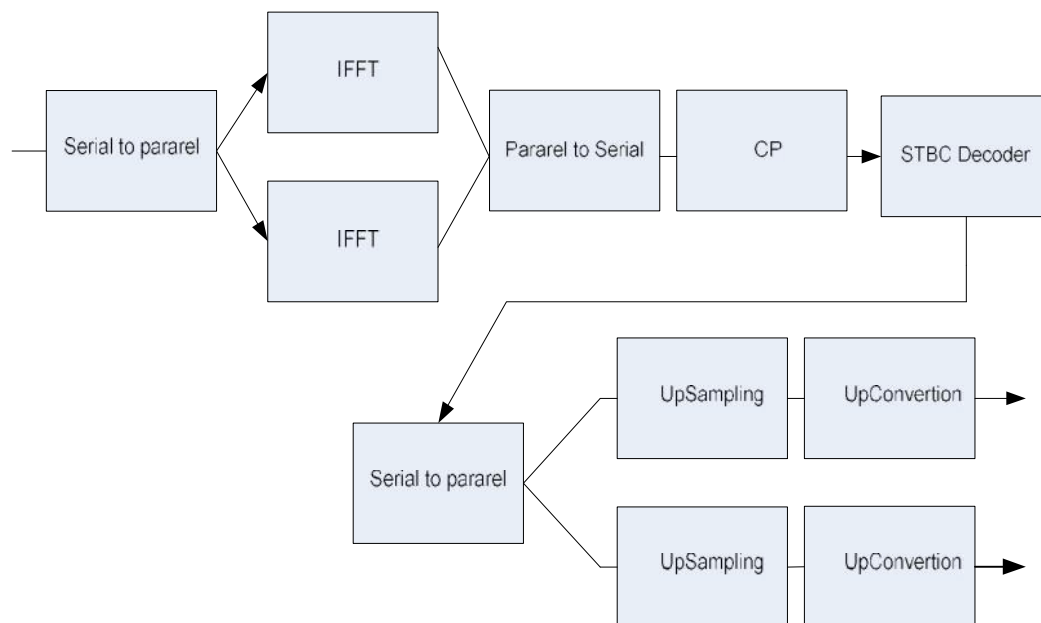 IFFT
Serial to pararel
Pararel to Serial
CP
STBC Decoder
IFFT
UpSampling
UpConvertion
Serial to pararel
UpSampling
UpConvertion